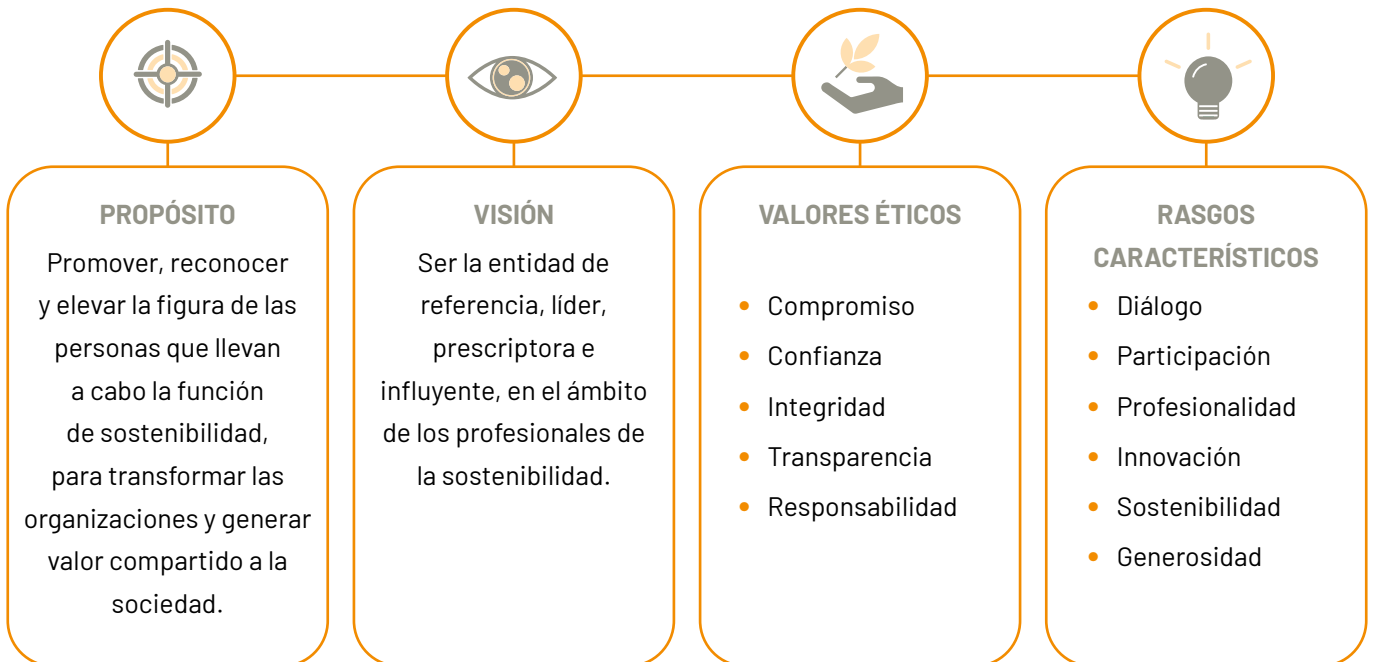 PROPÓSITO
Promover, reconocer
y elevar la figura de las
personas que llevan
a cabo la función
de sostenibilidad,
para transformar las
organizaciones y generar
valor compartido a la
sociedad.
VISIÓN
Ser la entidad de
referencia, líder,
prescriptora e
influyente, en el ámbito
de los profesionales de
la sostenibilidad.
VALORES ÉTICOS
• Compromiso
• Confianza
• Integridad
• Transparencia
• Responsabilidad
RASGOS
CARACTERÍSTICOS
• Diálogo
• Participación
• Profesionalidad
• Innovación
• Sostenibilidad
• Generosidad